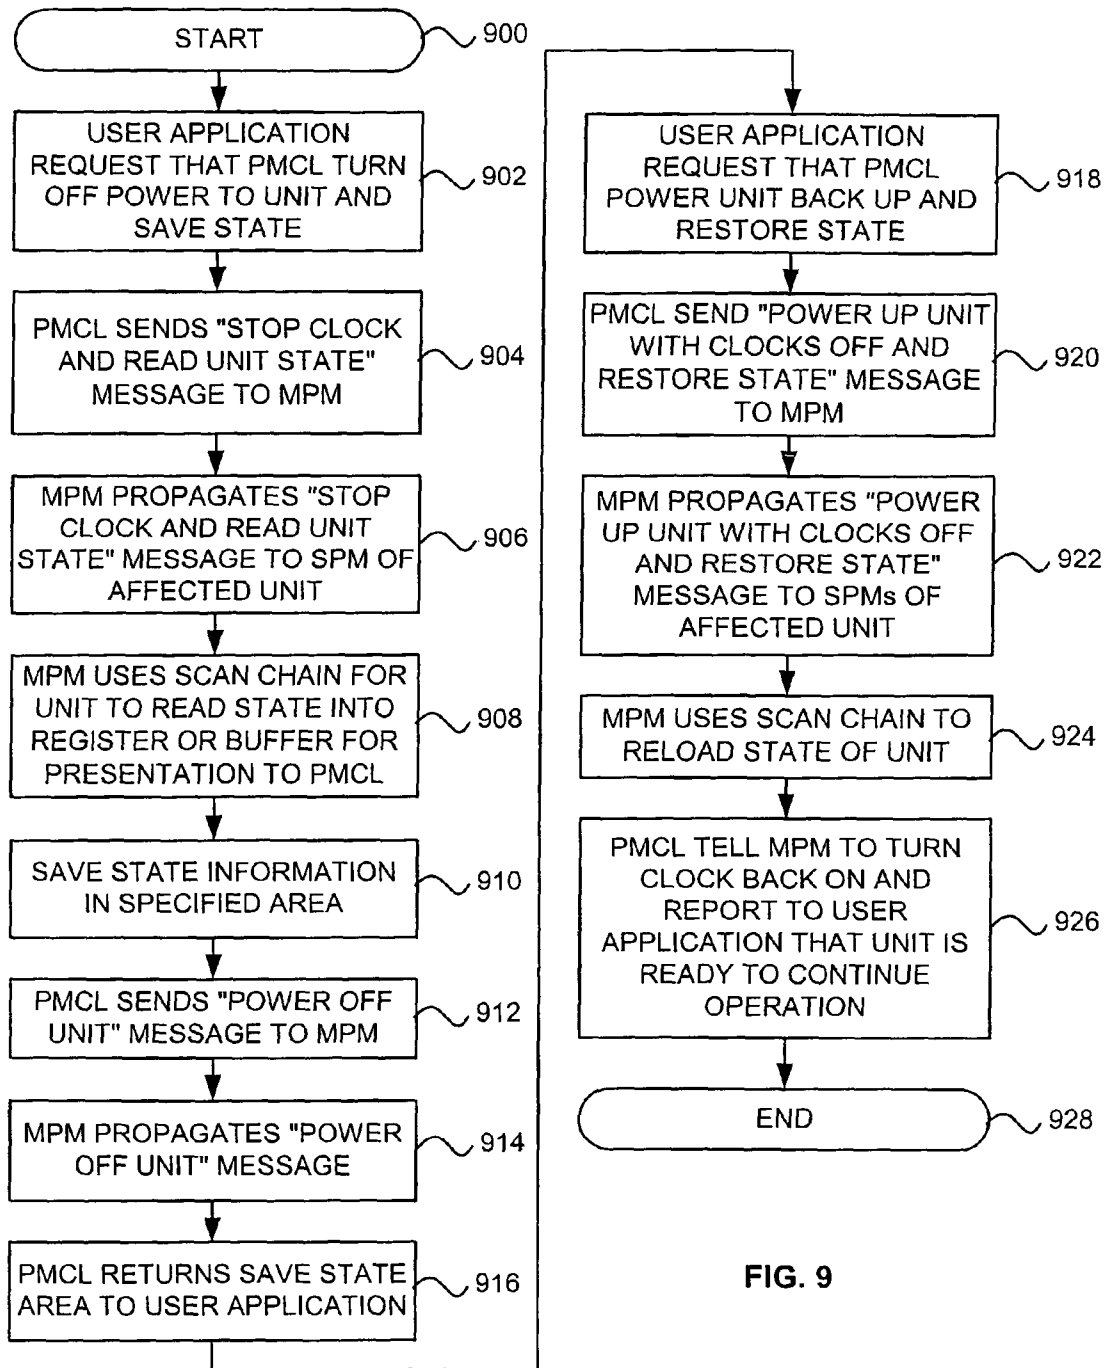 START
900
USER APPLICATION
REQUEST THAT PMCL TURN
OFF POWER TO UNIT AND
SAVE STATE
902
PMCL SENDS "STOP CLOCK
AND READ UNIT STATE"
MESSAGE TO MPM
904
MPM PROPAGATES "STOP
CLOCK AND READ UNIT
STATE" MESSAGE TO SPM OF
AFFECTED UNIT
906
MPM USES SCAN CHAIN FOR
UNIT TO READ STATE INTO
REGISTER OR BUFFER FOR
PRESENTATION TO PMCL
908
SAVE STATE INFORMATION
IN SPECIFIED AREA
910
PMCL SENDS "POWER OFF
UNIT" MESSAGE TO MPM
912
MPM PROPAGATES "POWER
OFF UNIT" MESSAGE
914
PMCL RETURNS SAVE STATE
AREA TO USER APPLICATION
916
USER APPLICATION
REQUEST THAT PMCL
POWER UNIT BACK UP AND
RESTORE STATE
918
PMCL SEND "POWER UP UNIT
WITH CLOCKS OFF AND
RESTORE STATE" MESSAGE
TO MPM
920
MPM PROPAGATES "POWER
UP UNIT WITH CLOCKS OFF
AND RESTORE STATE"
MESSAGE TO SPMs OF
AFFECTED UNIT
922
MPM USES SCAN CHAIN TO
RELOAD STATE OF UNIT
924
PMCL TELL MPM TO TURN
CLOCK BACK ON AND
REPORT TO USER
APPLICATION THAT UNIT IS
READY TO CONTINUE
OPERATION
926
END
928
FIG. 9